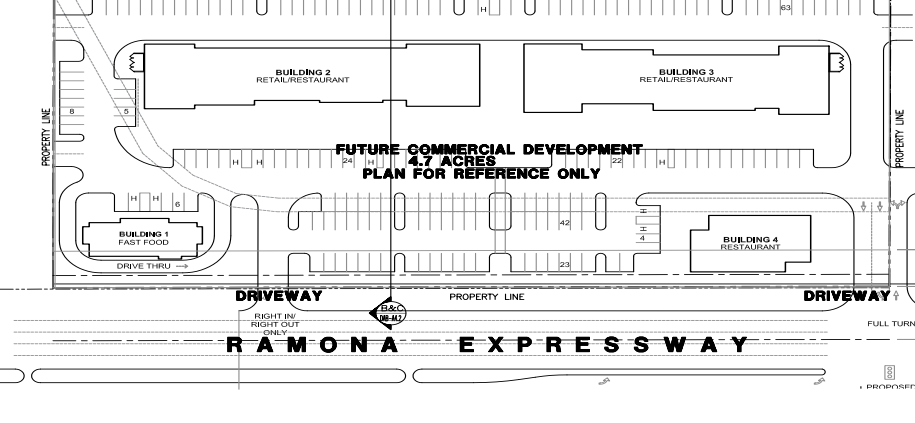 H
63
BUILDING 2
RETAIL/RESTAURANT
BUILDING 3
RETAIL/RESTAURANT
8
5
PROPERTY LINE
PROPERTY LINE
FUTURE COMMERCIAL DEVELOPMENT
4.7 ACRES
PLAN FOR REFERENCE ONLY
H H
24
H
22
H
H H
6
42
H
H
4
BUILDING 1
FAST FOOD
BUILDING 4
RESTAURANT
DRIVE THRU
23
DRIVEWAY
PROPERTY LINE
DRIVEWAY
RIGHT IN/
RIGHT OUT
ONLY
B&C
FULL TURN
RAMONA EXPRESSWAY
PROPOSED